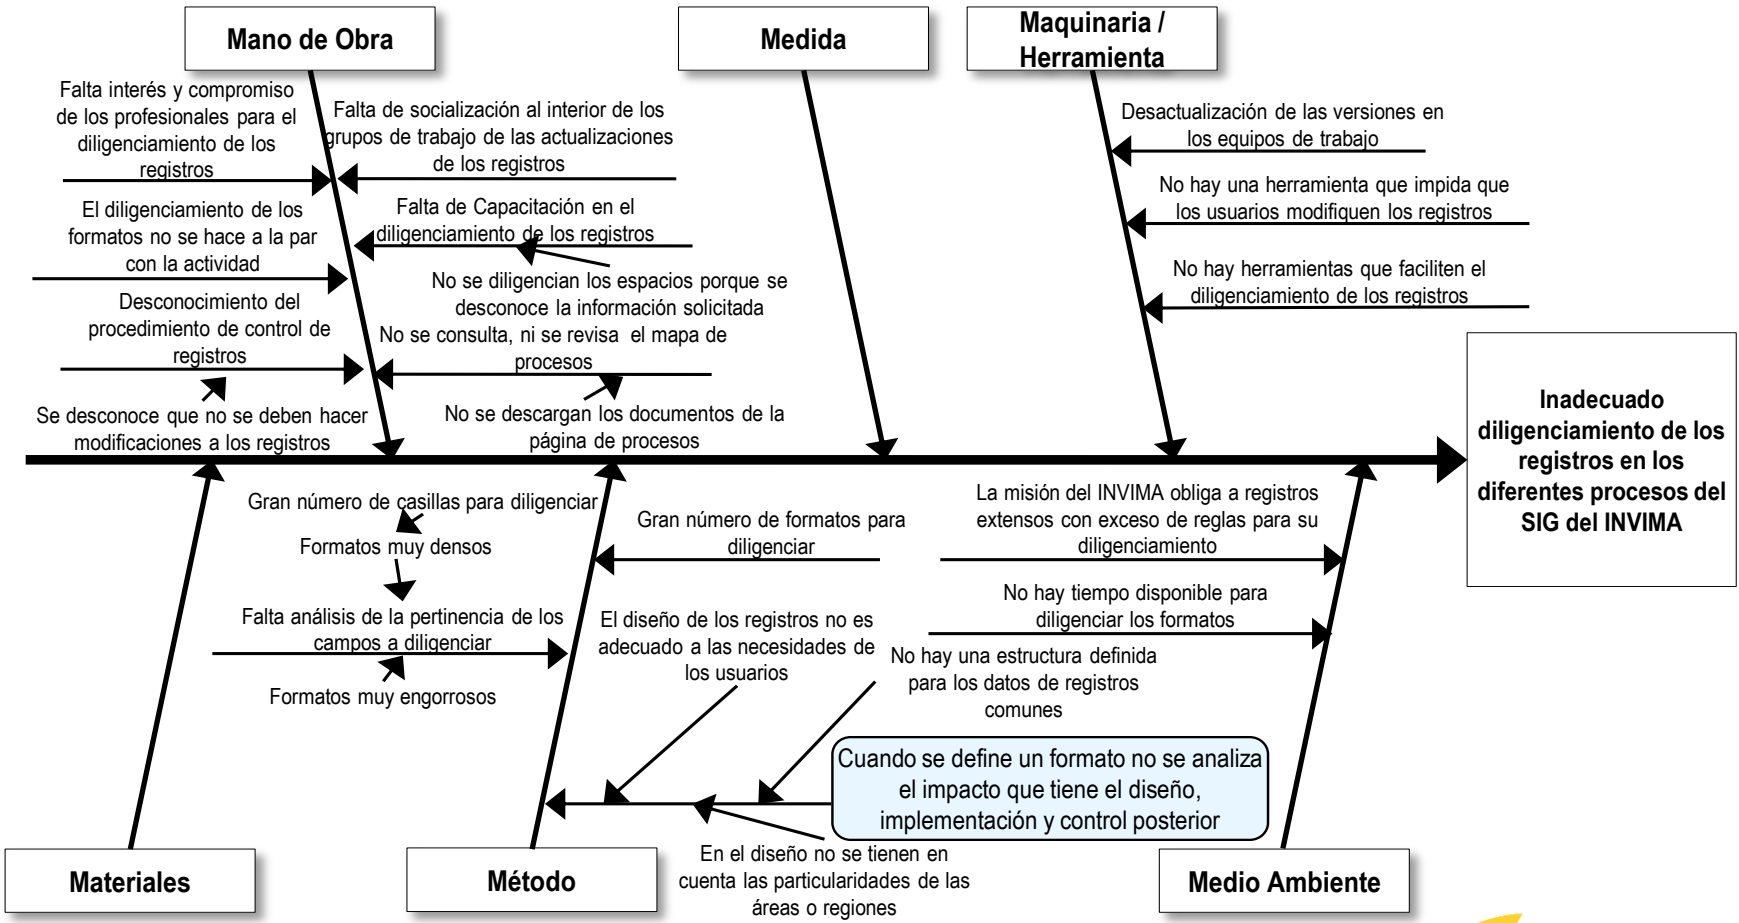 Mano de Obra
Medida
Maquinaria /
Herramienta
Falta interés y compromiso
de los profesionales para el
diligenciamiento de los
registros
Falta de socialización al interior de los
grupos de trabajo de las actualizaciones
de los registros
El diligenciamiento de los
formatos no se hace a la par
con la actividad
Falta de Capacitación en el
diligenciamiento de los registros
No se diligencian los espacios porque se
desconoce la información solicitada
Desconocimiento del
procedimiento de control de
registros
No se consulta, ni se revisa el mapa de
procesos
Se desconoce que no se deben hacer
modificaciones a los registros
No se descargan los documentos de la
página de procesos
Desactualización de las versiones en
los equipos de trabajo
No hay una herramienta que impida que
los usuarios modifiquen los registros
No hay herramientas que faciliten el
diligenciamiento de los registros
Inadecuado
diligenciamiento de los
registros en los
diferentes procesos del
SIG del INVIMA
Gran número de casillas para diligenciar
Formatos muy densos
Falta análisis de la pertinencia de los
campos a diligenciar
Formatos muy engorrosos
Gran número de formatos para
diligenciar
El diseño de los registros no es
adecuado a las necesidades de
los usuarios
No hay una estructura definida
para los datos de registros
comunes
La misión del INVIMA obliga a registros
extensos con exceso de reglas para su
diligenciamiento
No hay tiempo disponible para
diligenciar los formatos
Cuando se define un formato no se analiza
el impacto que tiene el diseño,
implementación y control posterior
En el diseño no se tienen en
cuenta las particularidades de las
áreas o regiones
Materiales
Método
Medio Ambiente